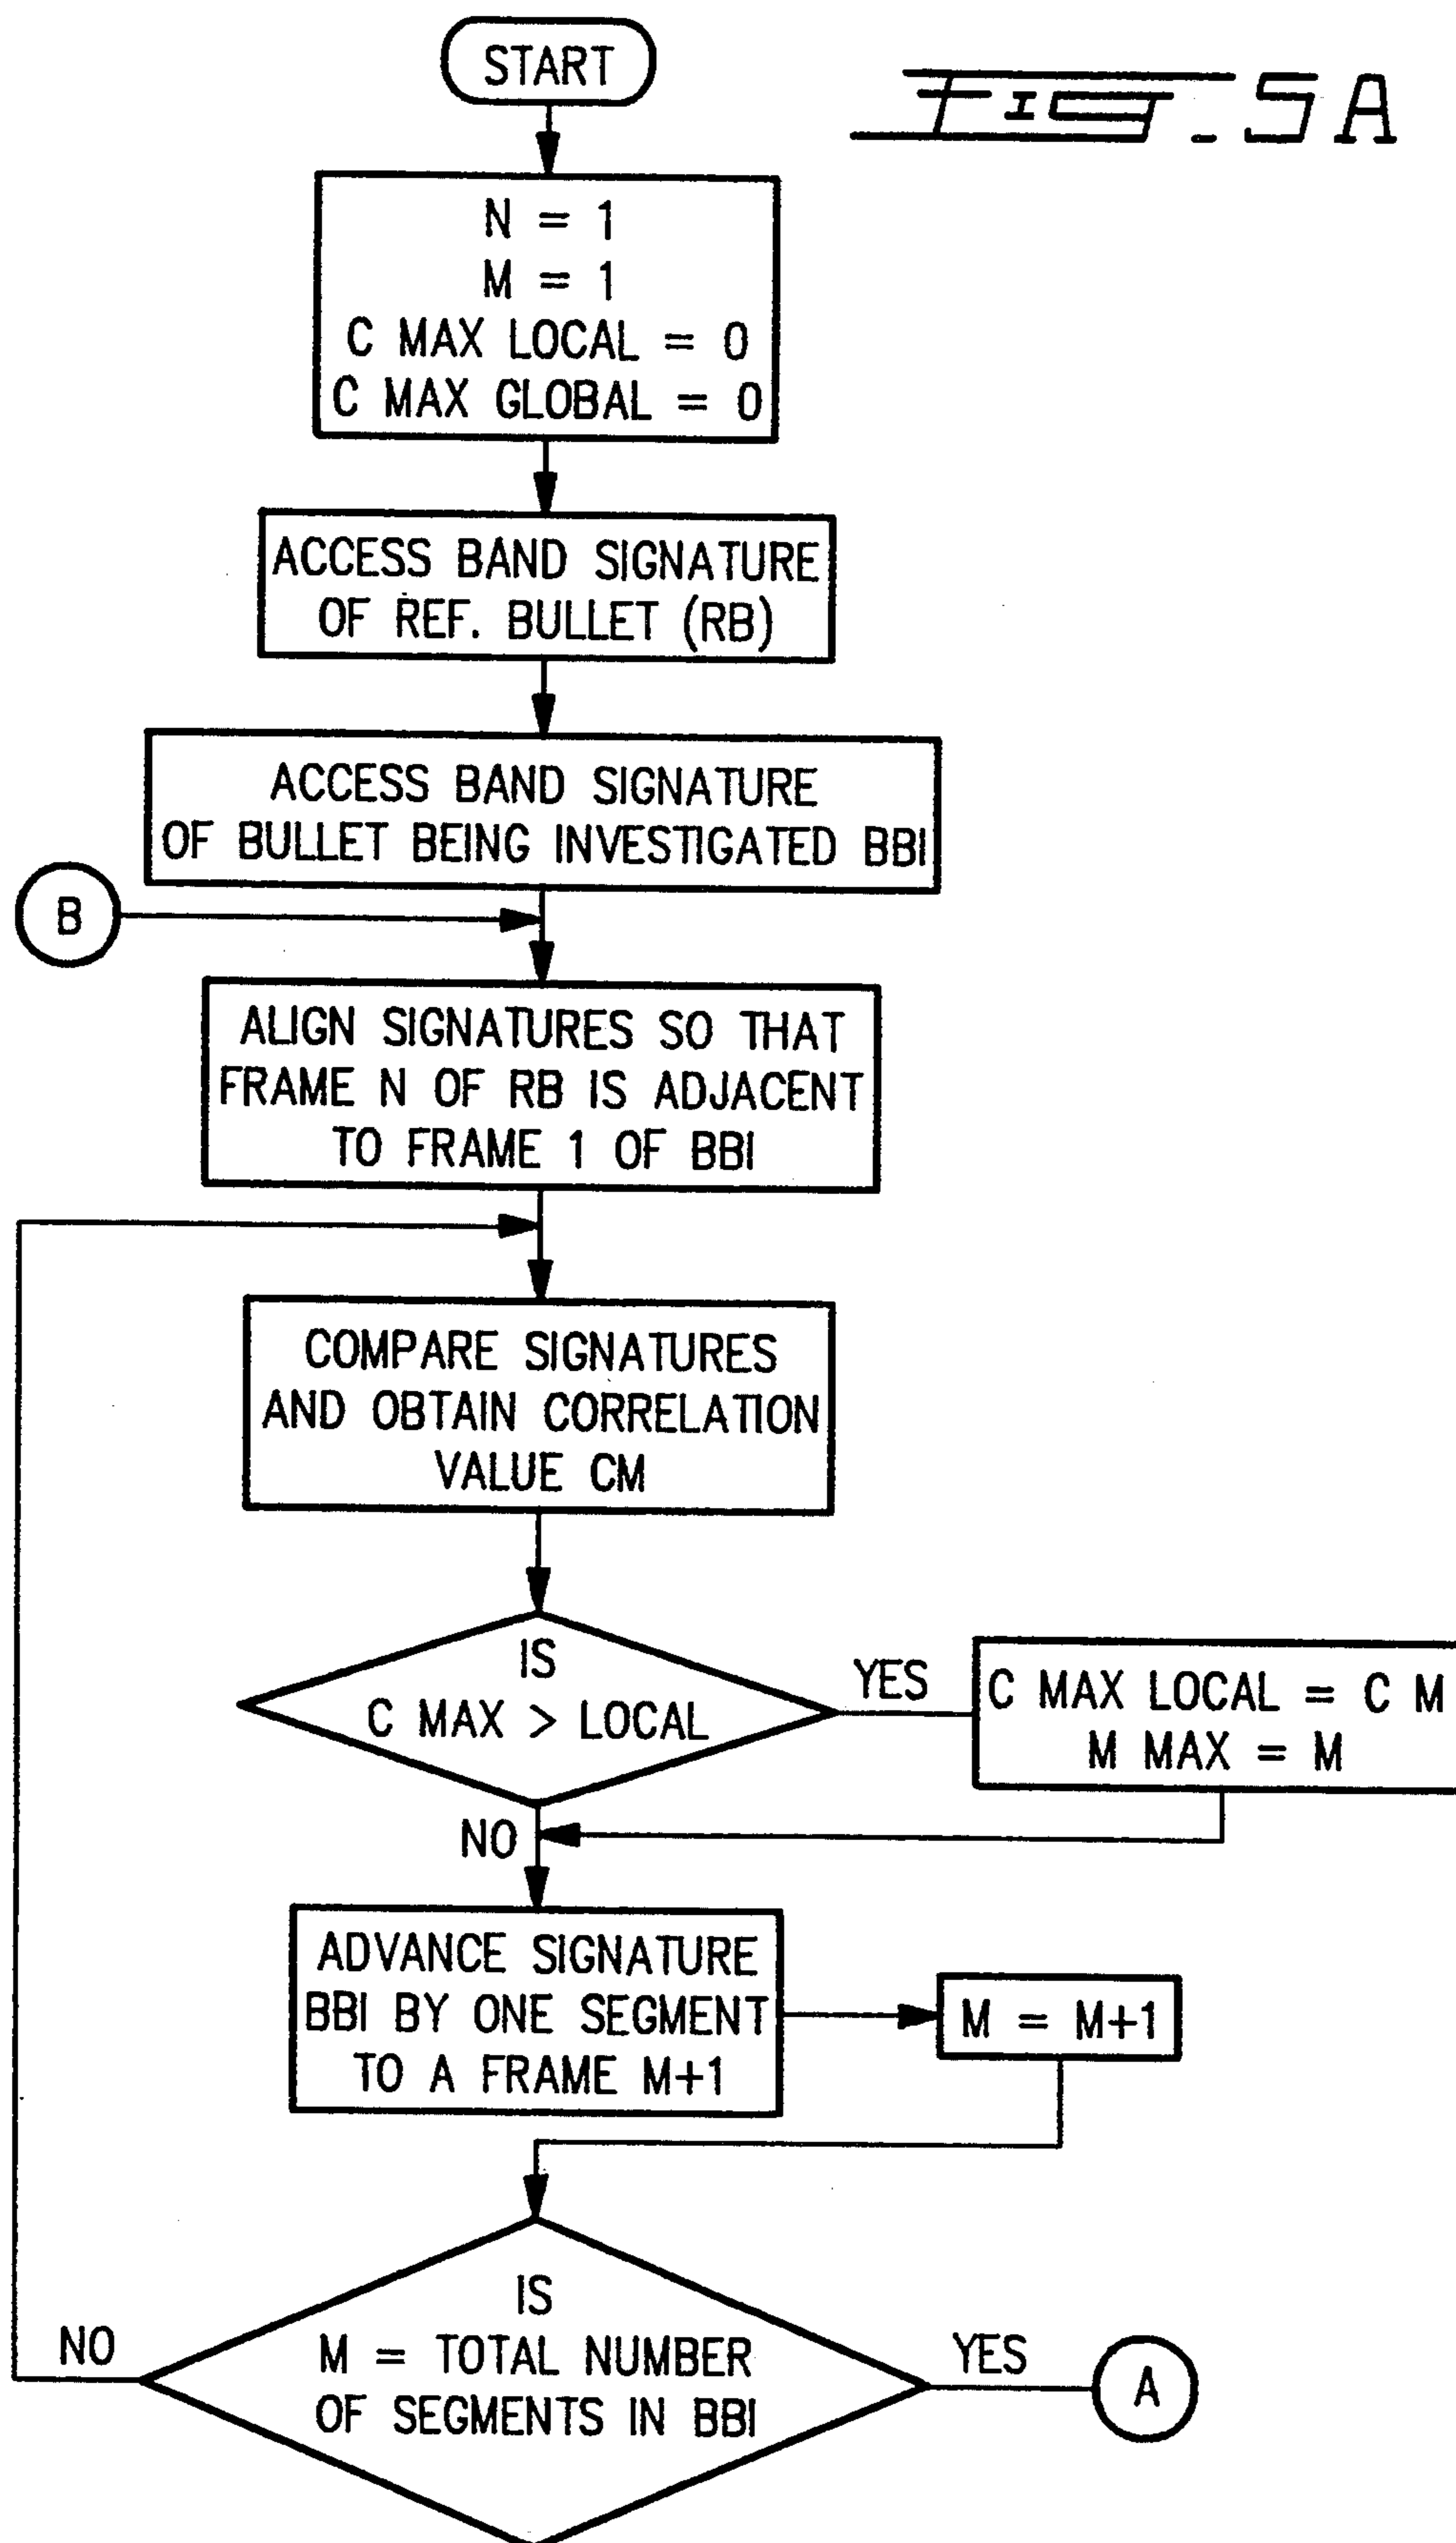 START
FIG. 5A
N = 1
M = 1
C MAX LOCAL = 0
C MAX GLOBAL = 0
ACCESS BAND SIGNATURE
OF REF. BULLET (RB)
ACCESS BAND SIGNATURE
OF BULLET BEING INVESTIGATED BBI
B
ALIGN SIGNATURES SO THAT
FRAME N OF RB IS ADJACENT
TO FRAME 1 OF BBI
COMPARE SIGNATURES
AND OBTAIN CORRELATION
VALUE CM
IS
C MAX > LOCAL
YES
C MAX LOCAL = C M
M MAX = M
NO
ADVANCE SIGNATURE
BBI BY ONE SEGMENT
TO A FRAME M+1
M = M+1
IS
M = TOTAL NUMBER
OF SEGMENTS IN BBI
NO
YES
A